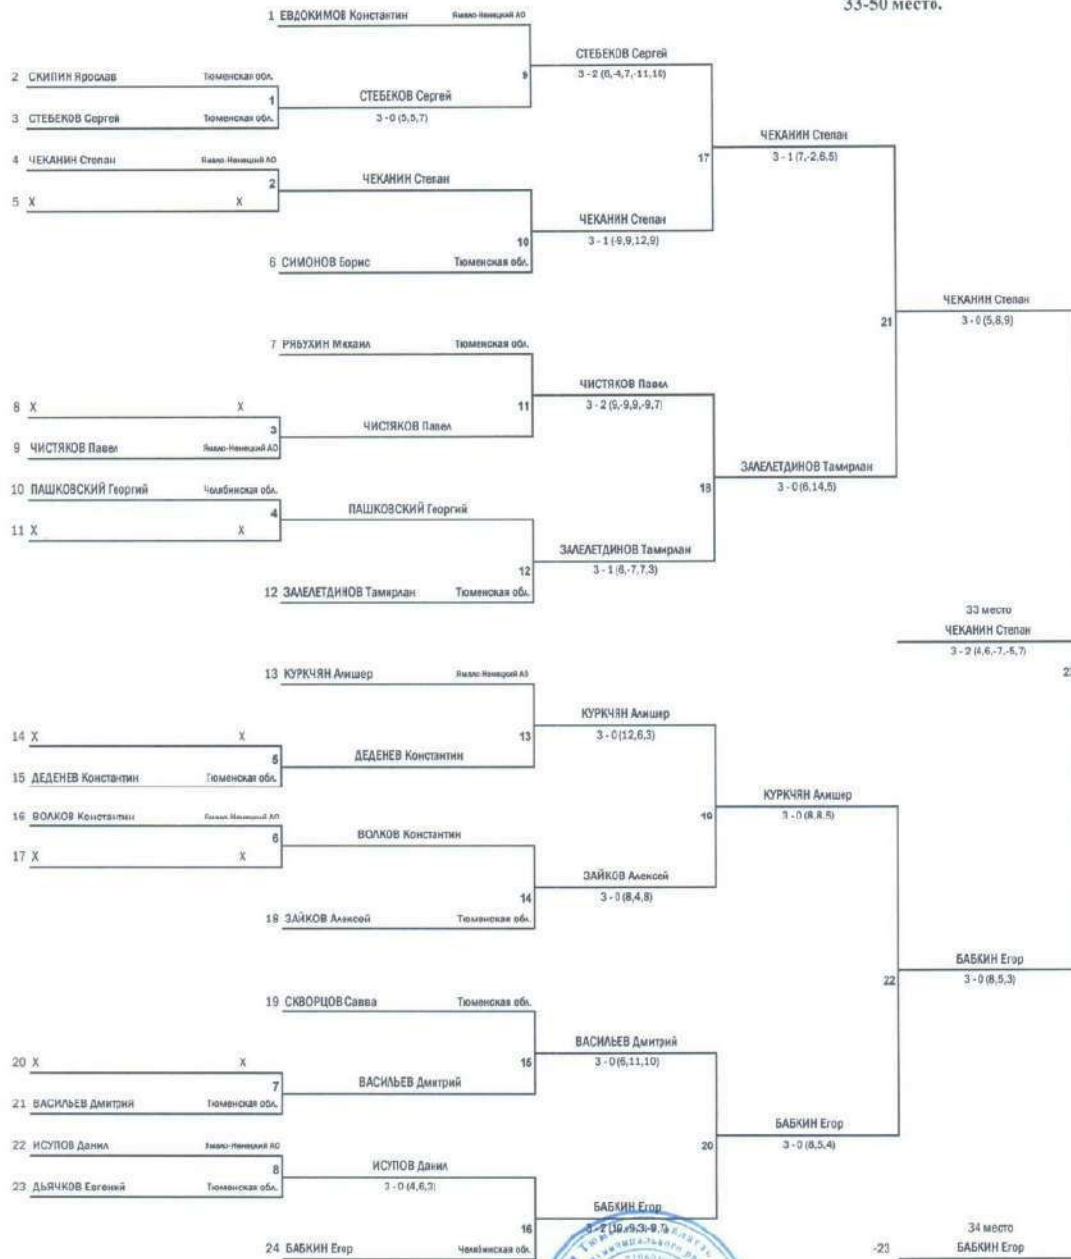 33-50 место.
1 ЕВДОКИМОВ Константин Ямало-Ненецкий АО
СТЕБЕКОВ Сергей
9 3 - 2 (6,-4,7,-11,10)
2 СКИПИН Ярослав Тюменская обл.
1 СТЕБЕКОВ Сергей
3 СТЕБЕКОВ Сергей Тюменская обл. 3 - 0 (5,5,7)
ЧЕКАНИН Степан
17 3 - 1 (7,-2,6,5)
4 ЧЕКАНИН Степан Ямало-Ненецкий АО
2 ЧЕКАНИН Степан
5 X X
ЧЕКАНИН Степан
10 3 - 1 (-9,9,12,9)
6 СИМОНОВ Борис Тюменская обл.
ЧЕКАНИН Степан
21 3 - 0 (5,8,9)
7 РЯБУХИН Михаил Тюменская обл.
ЧИСТЯКОВ Павел
11 3 - 2 (9,-9,9,-9,7)
8 X X
3 ЧИСТЯКОВ Павел
9 ЧИСТЯКОВ Павел Ямало-Ненецкий АО
ЗАЛЕЛЕТДИНОВ Тамирлан
18 3 - 0 (6,14,5)
10 ПАШКОВСКИЙ Георгий Челябинская обл.
4 ПАШКОВСКИЙ Георгий
11 X X
ЗАЛЕЛЕТДИНОВ Тамирлан
12 3 - 1 (6,-7,7,3)
12 ЗАЛЕЛЕТДИНОВ Тамирлан Тюменская обл.
33 место
ЧЕКАНИН Степан
3 - 2 (4,6,-7,-5,7)
13 КУРКЧЯН Алишер Ямало-Ненецкий АО
КУРКЧЯН Алишер
13 3 - 0 (12,6,3)
14 X X
5 ДЕДЕНЕВ Константин
15 ДЕДЕНЕВ Константин Тюменская обл.
КУРКЧЯН Алишер
19 3 - 0 (8,8,5)
16 ВОЛКОВ Константин Ямало-Ненецкий АО
6 ВОЛКОВ Константин
17 X X
ЗАЙКОВ Алексей
14 3 - 0 (8,4,8)
18 ЗАЙКОВ Алексей Тюменская обл.
БАБКИН Егор
22 3 - 0 (8,5,3)
19 СКВОРЦОВ Савва Тюменская обл.
ВАСИЛЬЕВ Дмитрий
15 3 - 0 (6,11,10)
20 X X
7 ВАСИЛЬЕВ Дмитрий
21 ВАСИЛЬЕВ Дмитрий Тюменская обл.
БАБКИН Егор
20 3 - 0 (8,5,4)
22 ИСУПОВ Данил Ямало-Ненецкий АО
8 ИСУПОВ Данил
23 ДЬЯЧКОВ Евгений Тюменская обл. 3 - 0 (4,6,3)
БАБКИН Егор
16
24 БАБКИН Егор Челябинская обл.
34 место
-23 БАБКИН Егор